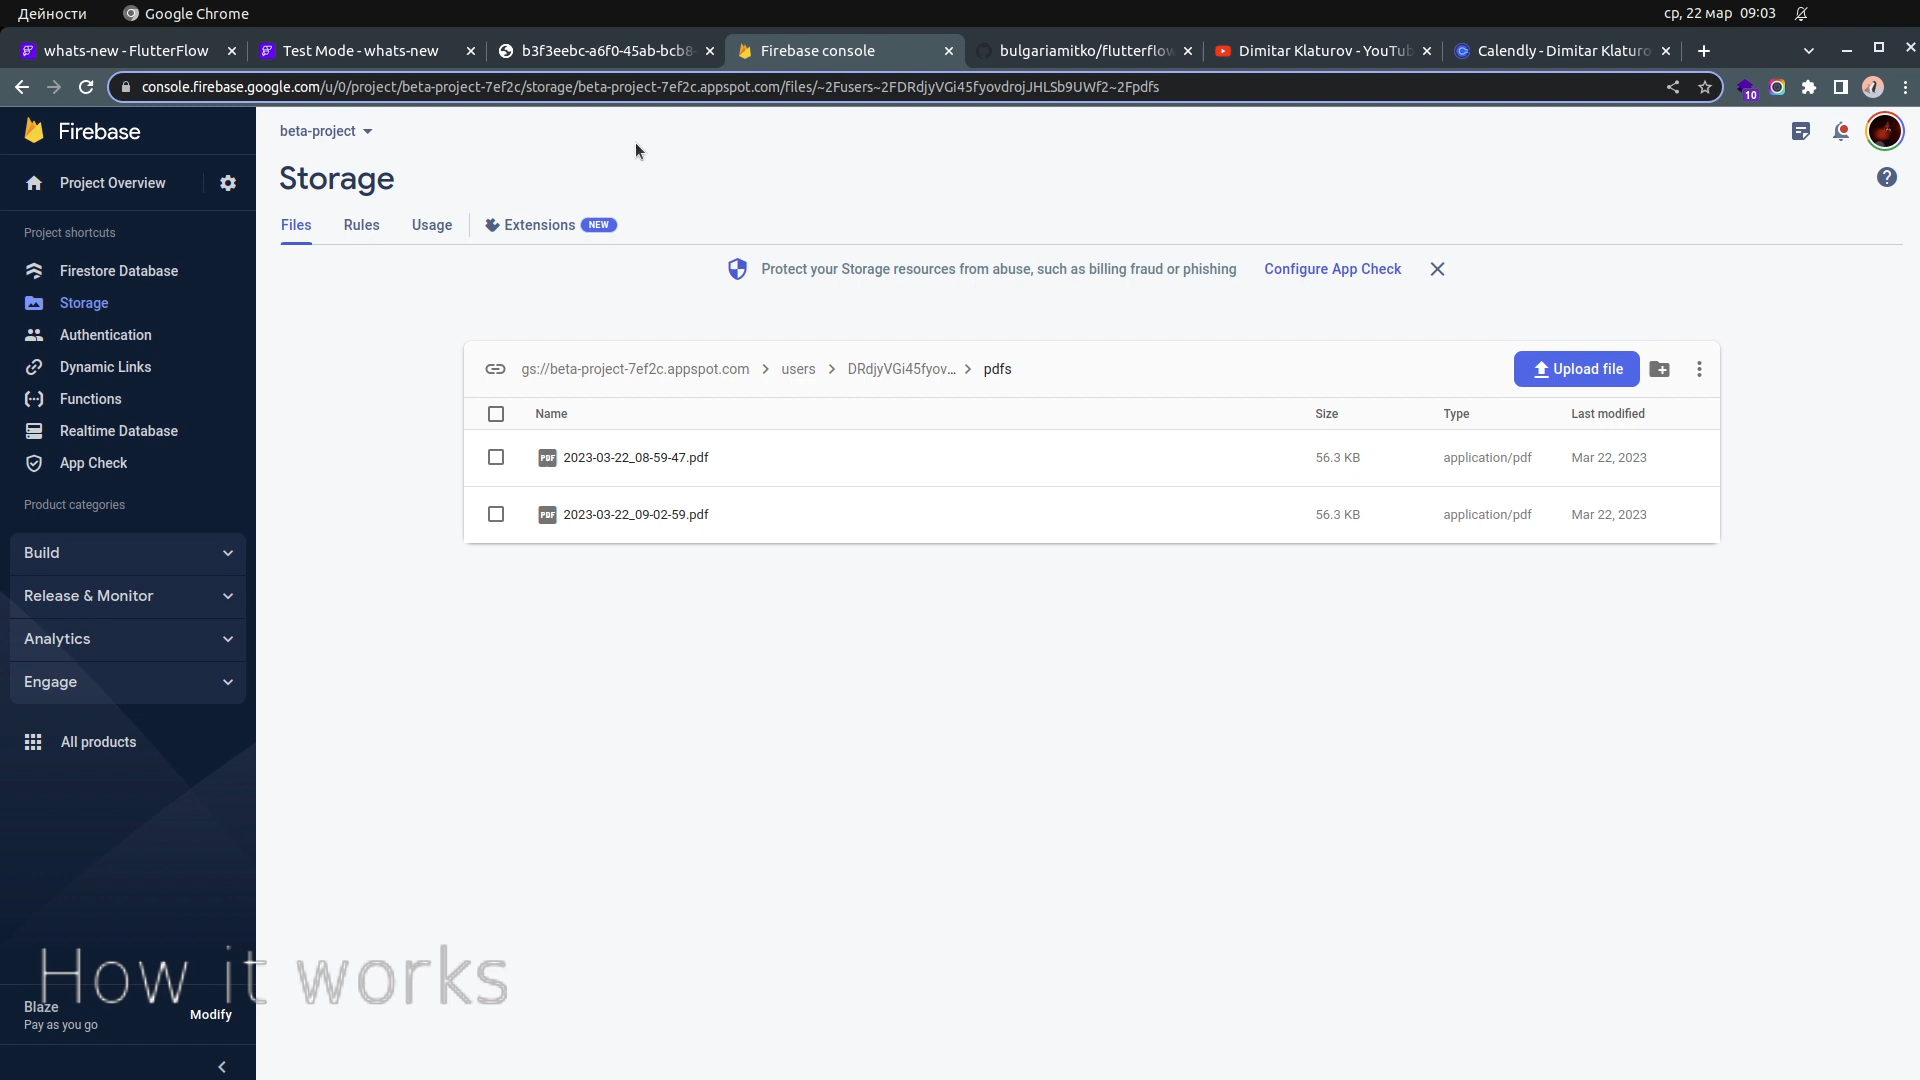 Дейности
Google Chrome
ср, 22 мар 09:03
whats-new - FlutterFlow
Test Mode - whats-new
b3f3eebc-a6f0-45ab-bcb8-
Firebase console
bulgariamitko/flutterflow
Dimitar Klaturov - YouTub
Calendly - Dimitar Klaturo
console.firebase.google.com/u/0/project/beta-project-7ef2c/storage/beta-project-7ef2c.appspot.com/files/~2Fusers~2FDRdjyVGi45fyovdrojJHLSb9UWf2~2Fpdfs
10
Firebase
beta-project
Project Overview
Storage
Files
Rules
Usage
Extensions
NEW
Project shortcuts
Protect your Storage resources from abuse, such as billing fraud or phishing
Configure App Check
Firestore Database
Storage
Authentication
Dynamic Links
Functions
Realtime Database
App Check
gs://beta-project-7ef2c.appspot.com
users
DRdjyVGi45fyov...
pdfs
Upload file
Name
Size
Type
Last modified
PDF
2023-03-22_08-59-47.pdf
56.3 KB
application/pdf
Mar 22, 2023
PDF
2023-03-22_09-02-59.pdf
56.3 KB
application/pdf
Mar 22, 2023
Product categories
Build
Release & Monitor
Analytics
Engage
All products
How it works
Blaze
Pay as you go
Modify